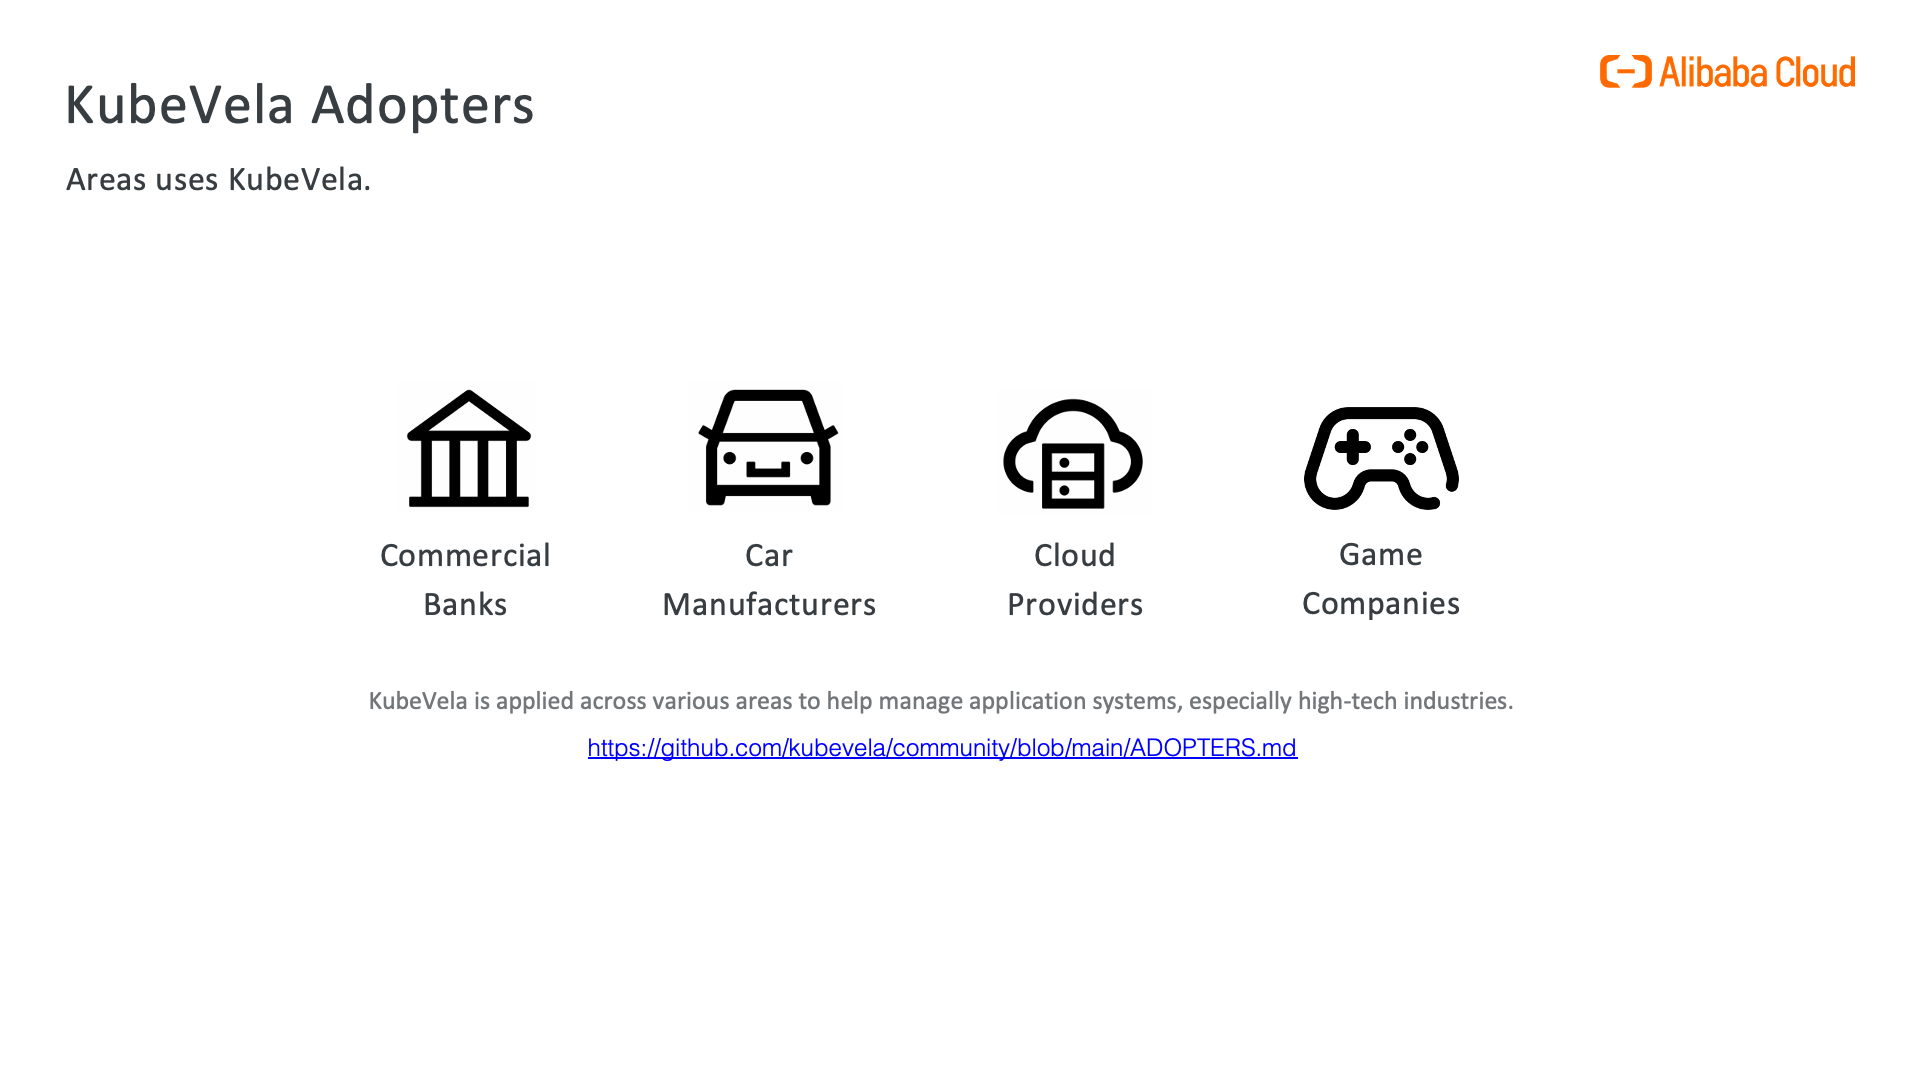 Alibaba Cloud
KubeVela Adopters
Areas uses KubeVela.
Commercial
Banks
Car
Manufacturers
Cloud
Providers
Game
Companies
KubeVela is applied across various areas to help manage application systems, especially high-tech industries.
https://github.com/kubevela/community/blob/main/ADOPTERS.md